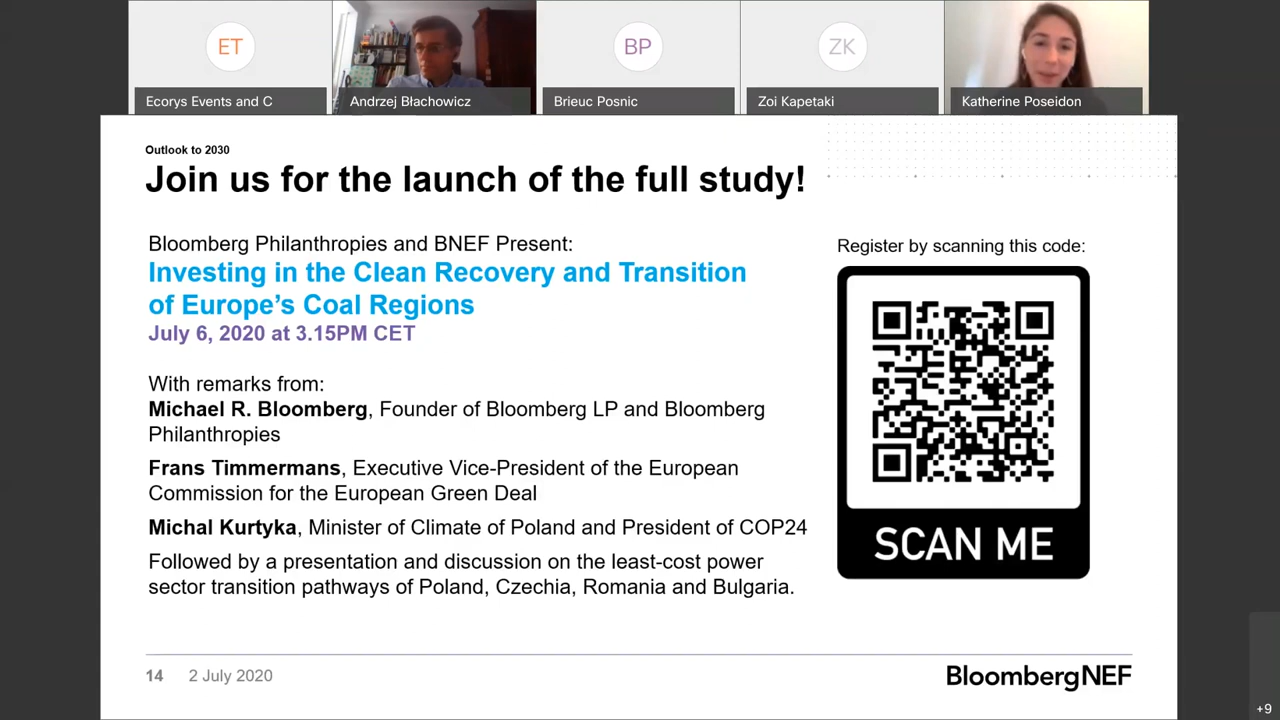 ET
BP
ZK
Ecorys Events and C
Andrzej Błachowicz
Brieuc Posnic
Zoi Kapetaki
Katherine Poseidon
Outlook to 2030
Join us for the launch of the full study!
Bloomberg Philanthropies and BNEF Present:
Investing in the Clean Recovery and Transition
of Europe's Coal Regions
July 6, 2020 at 3.15PM CET
With remarks from:
Michael R. Bloomberg, Founder of Bloomberg LP and Bloomberg
Philanthropies
Frans Timmermans, Executive Vice-President of the European
Commission for the European Green Deal
Michal Kurtyka, Minister of Climate of Poland and President of COP24
Followed by a presentation and discussion on the least-cost power
sector transition pathways of Poland, Czechia, Romania and Bulgaria.
Register by scanning this code:
SCAN ME
14 2 July 2020
BloombergNEF
+9